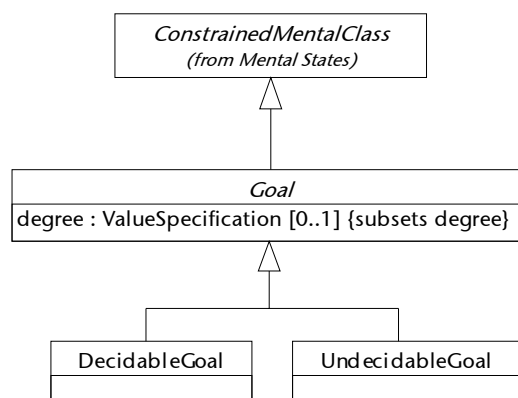 ConstrainedMentalClass
(from Mental States)
Goal
degree : ValueSpecification [0..1] {subsets degree}
DecidableGoal
UndecidableGoal